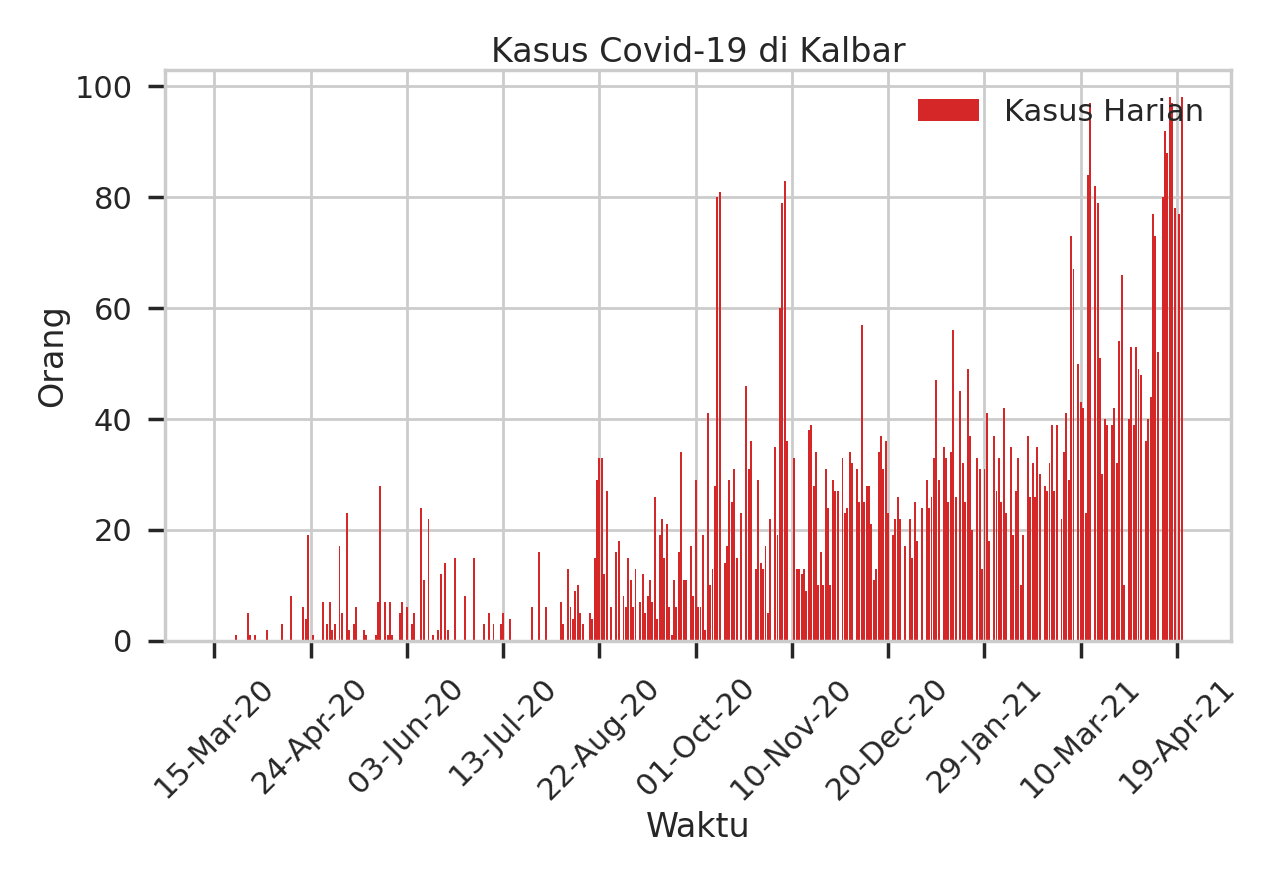 Kasus Covid-19 di Kalbar
Kasus Harian
Orang
100
80
60
40
20
0
15-Mar-20
24-Apr-20
03-Jun-20
13-Jul-20
22-Aug-20
01-Oct-20
10-Nov-20
20-Dec-20
29-Jan-21
10-Mar-21
19-Apr-21
Waktu